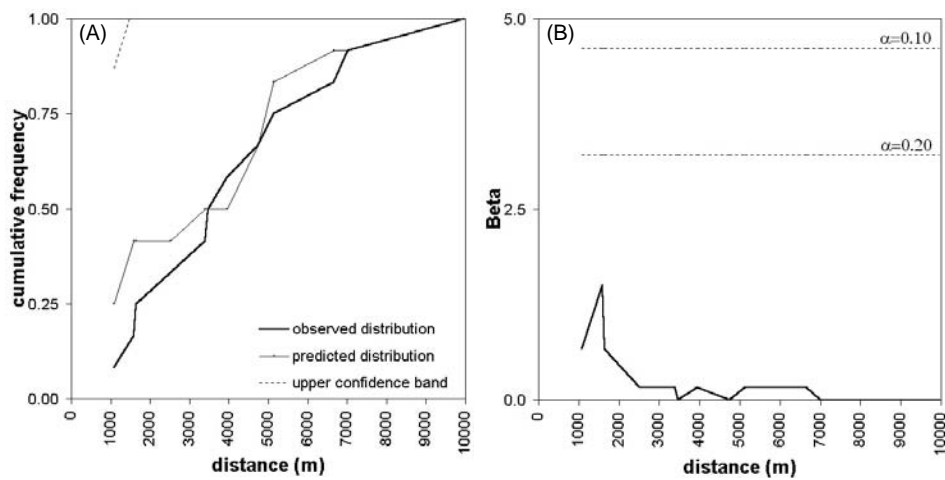 (A)
1.00
0.75
0.50
0.25
0.00
cumulative frequency
observed distribution
predicted distribution
upper confidence band
0
1000
2000
3000
4000
5000
6000
7000
8000
9000
10000
distance (m)
(B)
5.0
2.5
0.0
Beta
α=0.10
α=0.20
0
1000
2000
3000
4000
5000
6000
7000
8000
9000
10000
distance (m)